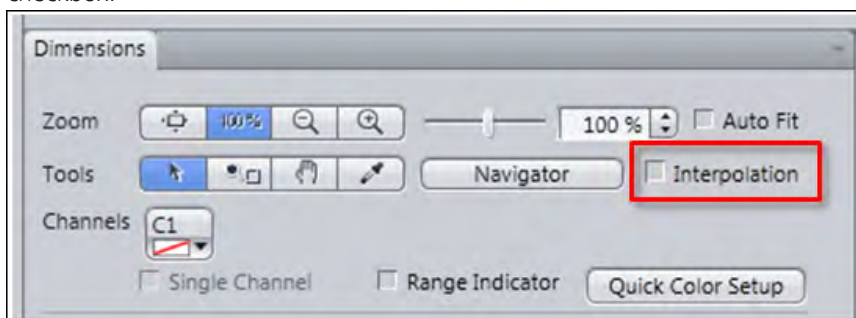 Dimensions
Zoom 100% 100 % Auto Fit
Tools Navigator Interpolation
Channels C1
Single Channel Range Indicator Quick Color Setup